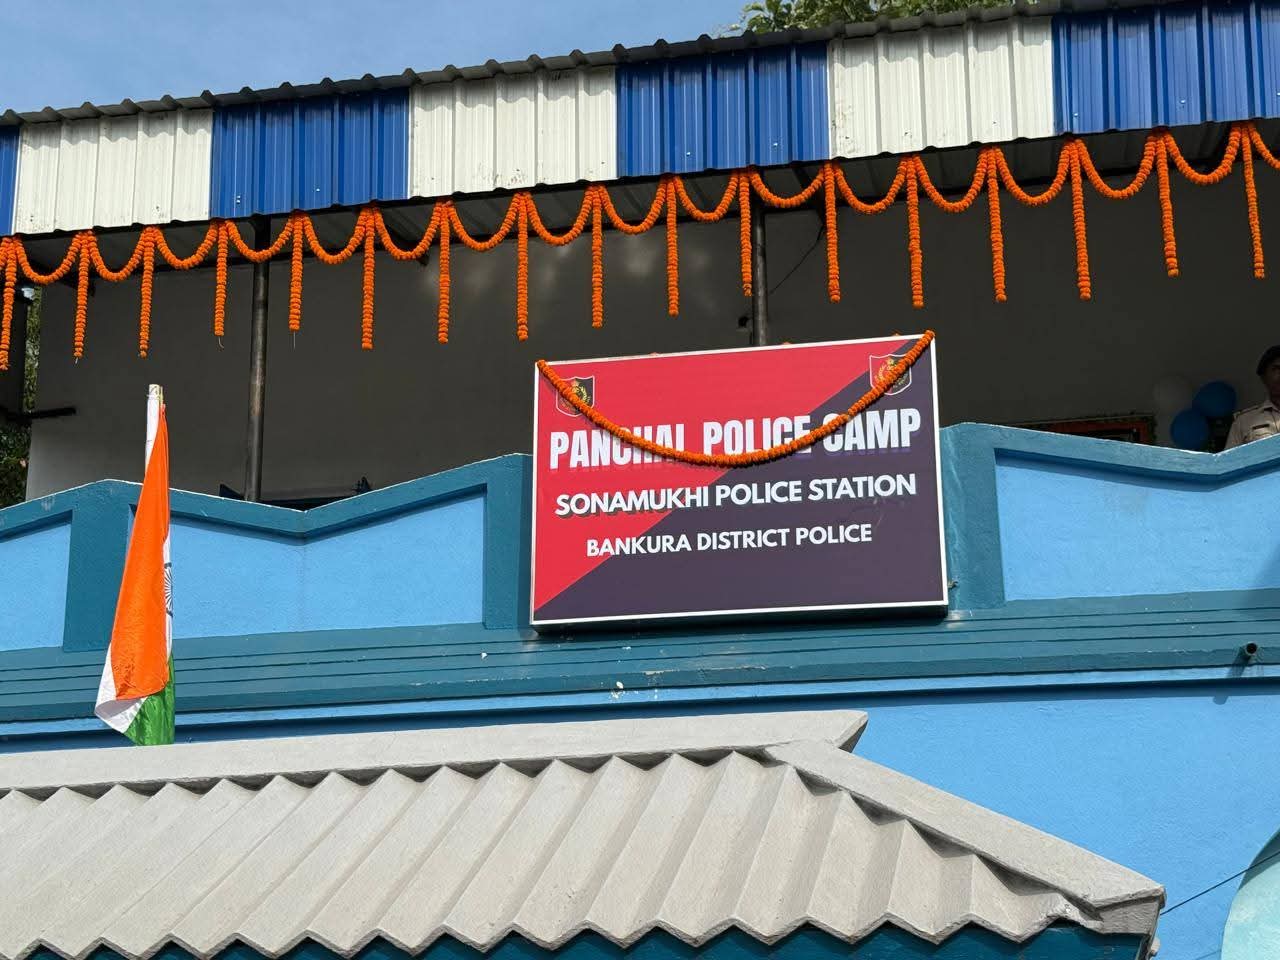 PANCHAL POLICE CAMP
SONAMUKHI POLICE STATION
BANKURA DISTRICT POLICE